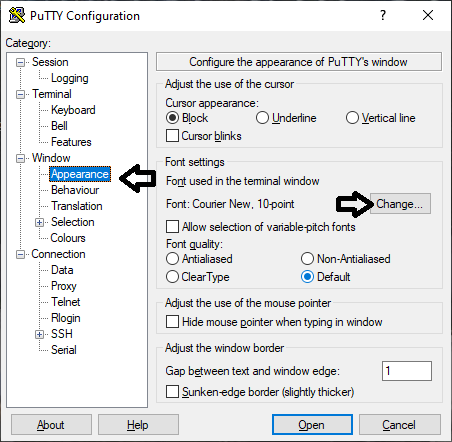 PuTTY Configuration
Category:
Session
Logging
Terminal
Keyboard
Bell
Features
Window
Appearance
Behaviour
Translation
Selection
Colours
Connection
Data
Proxy
Telnet
Rlogin
SSH
Serial
Configure the appearance of PuTTY's window
Adjust the use of the cursor
Cursor appearance:
Block Underline Vertical line
Cursor blinks
Font settings
Font used in the terminal window
Font: Courier New, 10-point Change...
Allow selection of variable-pitch fonts
Font quality:
Antialiased Non-Antialiased
ClearType Default
Adjust the use of the mouse pointer
Hide mouse pointer when typing in window
Adjust the window border
Gap between text and window edge: 1
Sunken-edge border (slightly thicker)
About Help Open Cancel